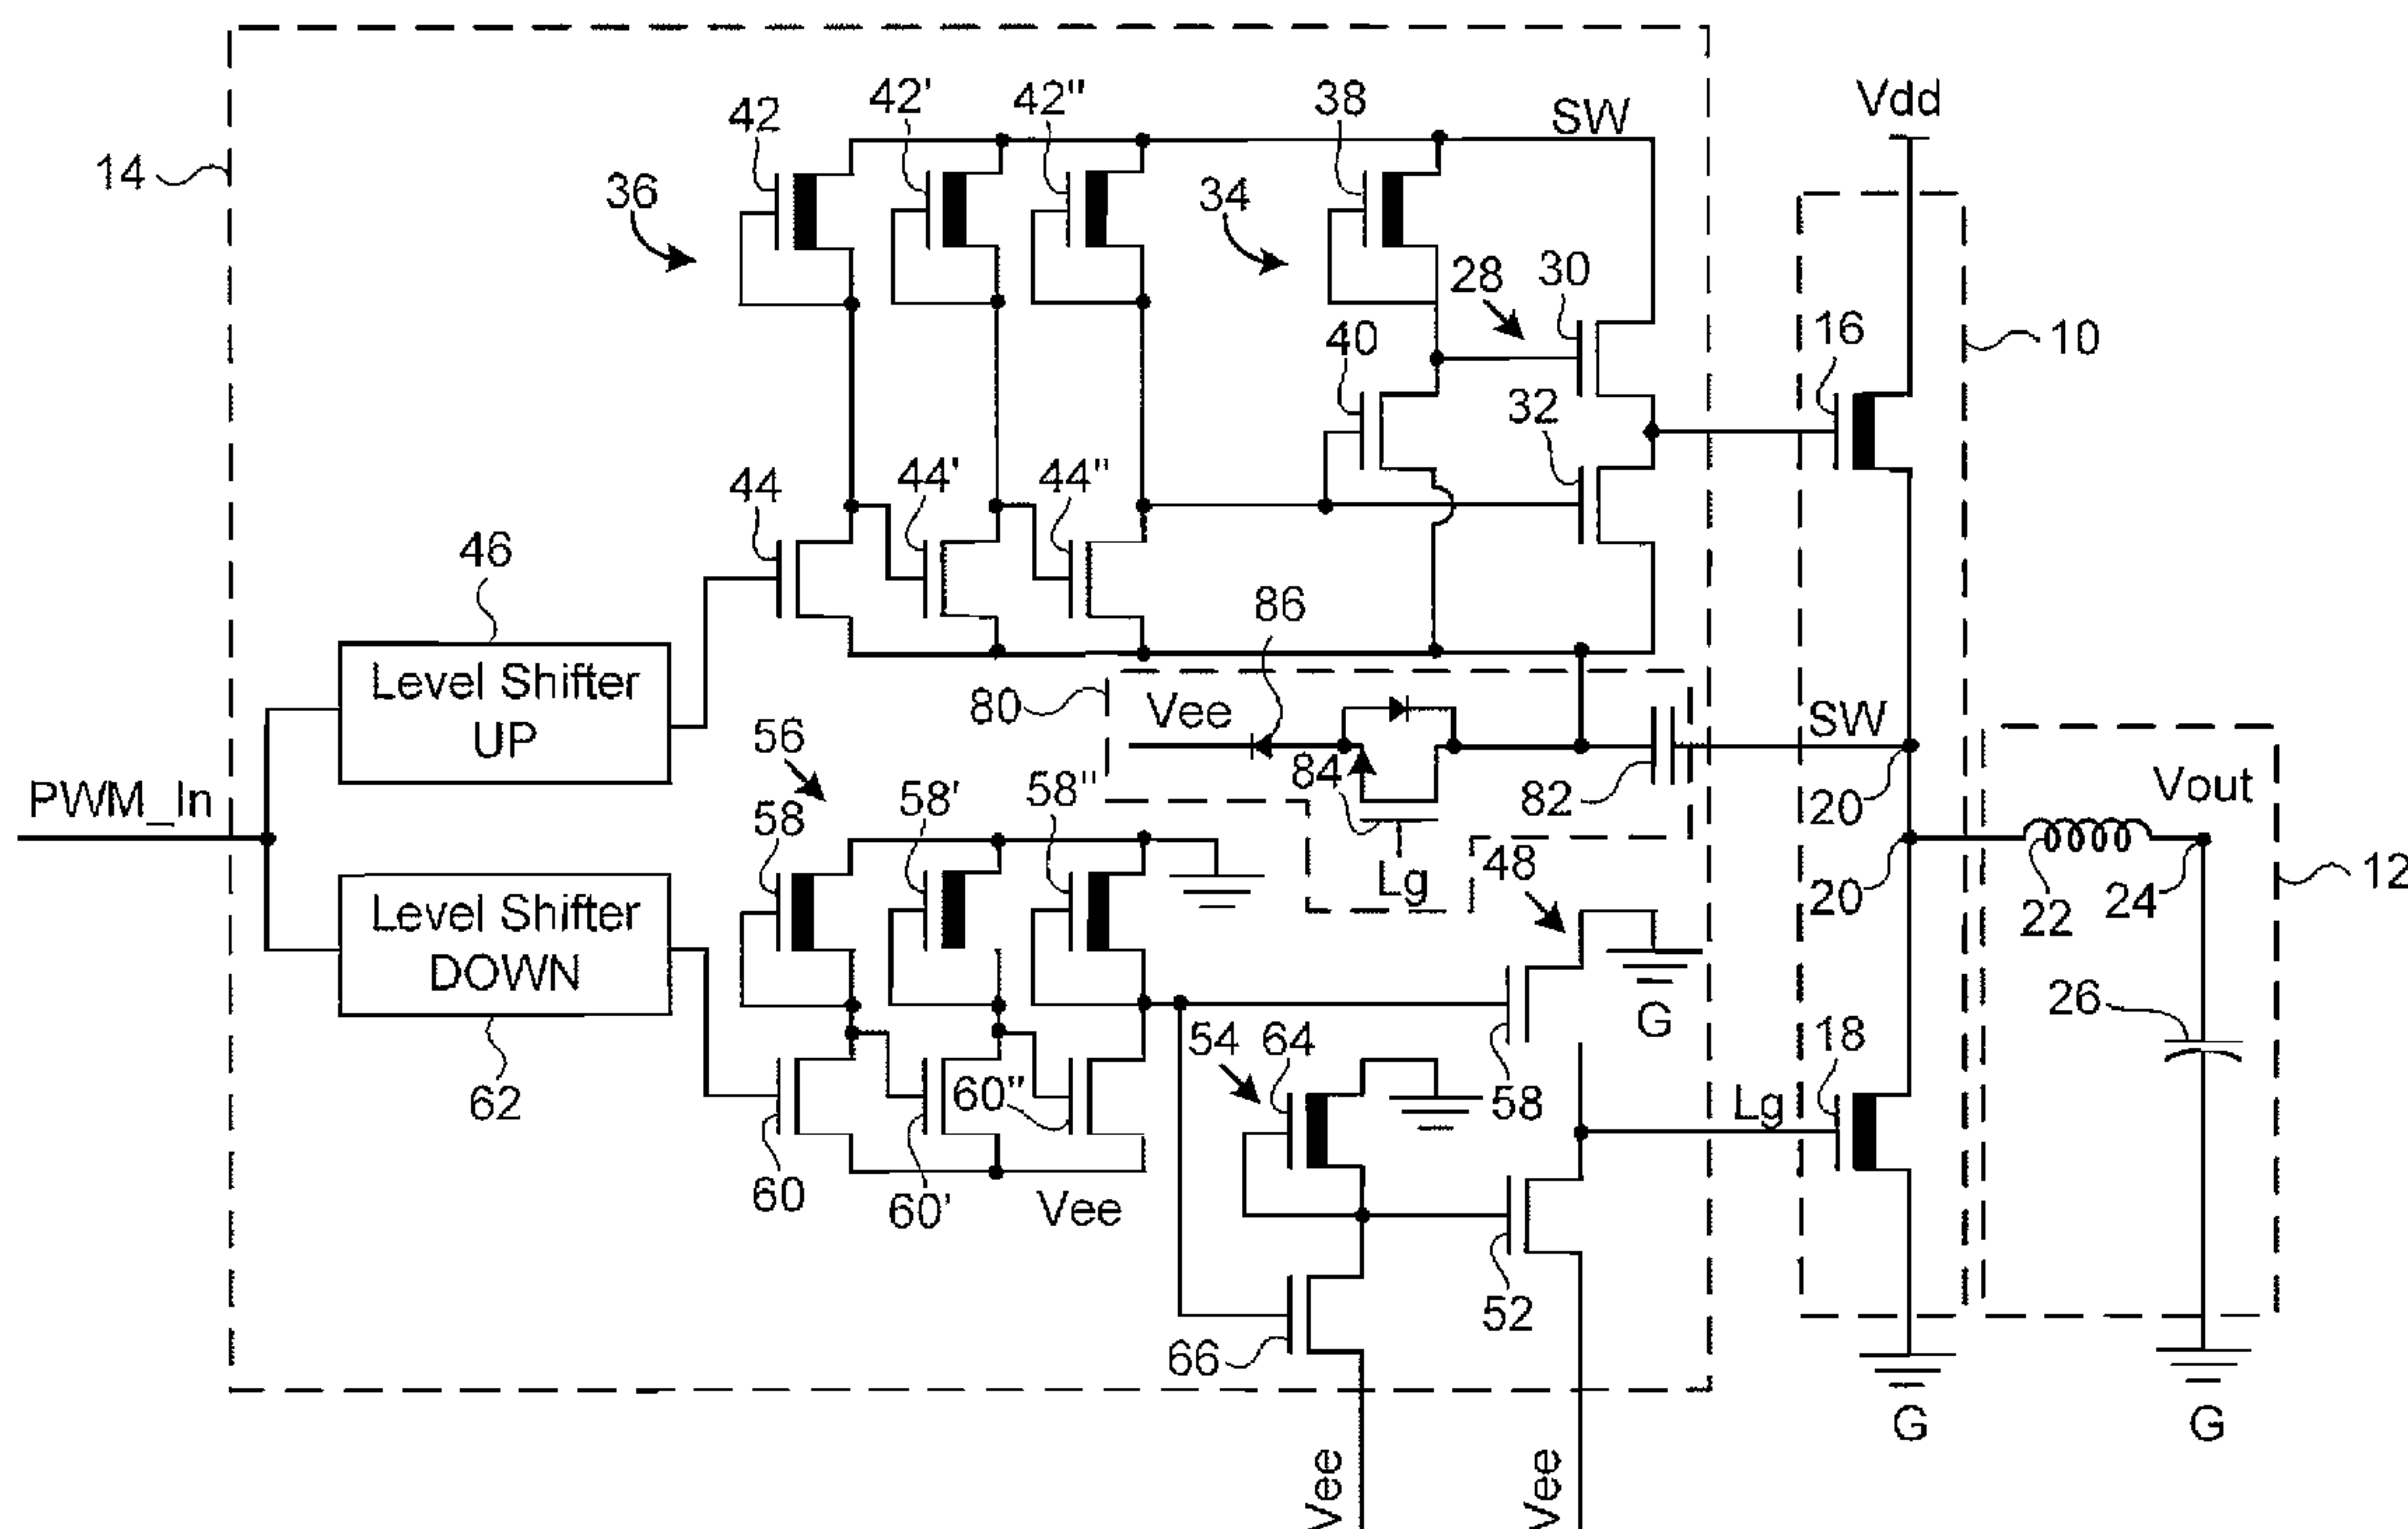 42
42'
42"
38
SW
Vdd
14
36
34
28
30
16
10
40
32
44
44'
44"
46
86
Level Shifter
UP
80
Vee
SW
56
84
82
20
Vout
PWM_In
58
58'
58"
Lg
48
20
22
24
12
Level Shifter
DOWN
G
26
54
64
18
62
60"
58
Lg
60
60'
Vee
52
66
G
G
Vee
Vee